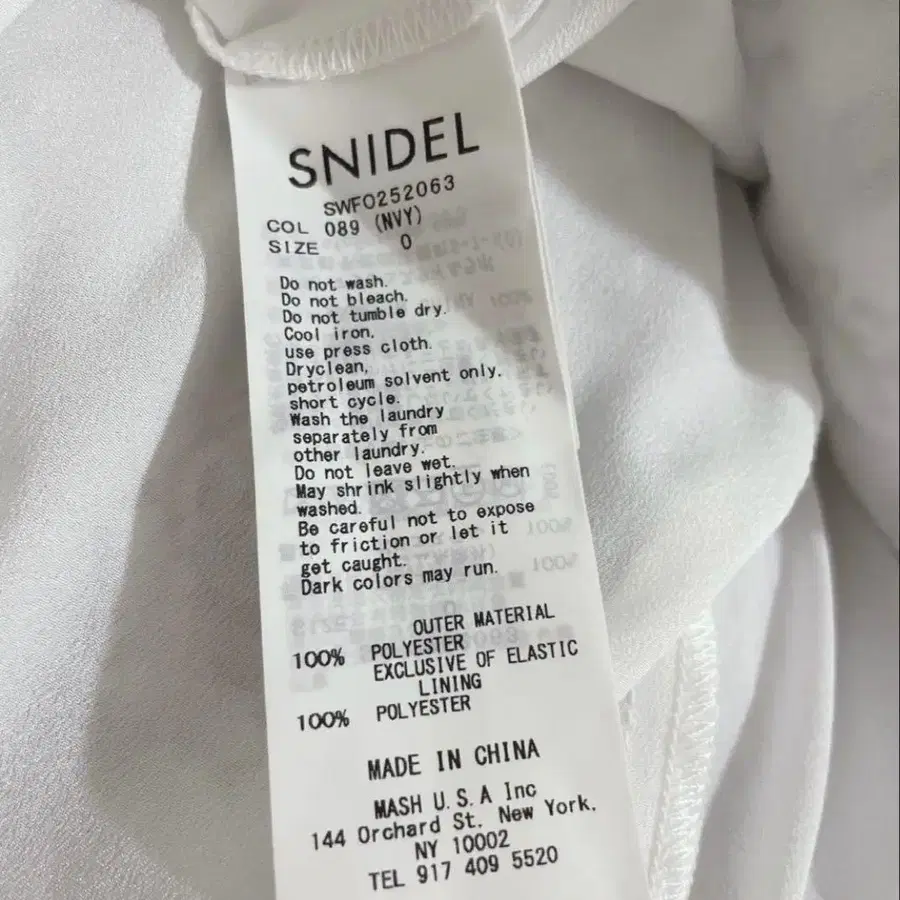 SNIDEL
SWFO252063
COL 089 (NVY)
SIZE 0
Do not wash.
Do not bleach.
Do not tumble dry.
Cool iron,
use press cloth.
Dryclean,
petroleum solvent only.
short cycle.
Wash the laundry
separately from
other laundry.
Do not leave wet.
May shrink slightly when
washed.
Be careful not to expose
to friction or let it
get caught.
Dark colors may run.
OUTER MATERIAL
100% POLYESTER
EXCLUSIVE OF ELASTIC
LINING
100% POLYESTER
MADE IN CHINA
MASH U.S.A Inc
144 Orchard St. New York,
NY 10002
TEL 917 409 5520